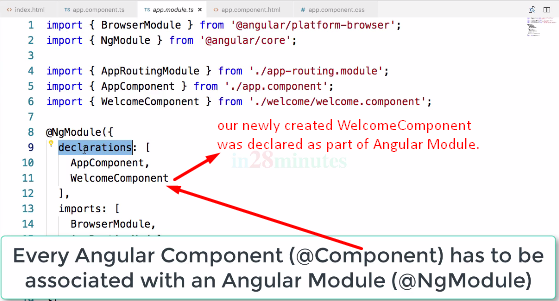 index.html app.component.ts app.module.ts app.component.html app.component.css
1 import { BrowserModule } from '@angular/platform-browser';
2 import { NgModule } from '@angular/core';
3
4 import { AppRoutingModule } from './app-routing.module';
5 import { AppComponent } from './app.component';
6 import { WelcomeComponent } from './welcome/welcome.component';
7
8 @NgModule({
our newly created WelcomeComponent
9 declarations: [
was declared as part of Angular Module.
10 AppComponent,
in28minutes
11 WelcomeComponent
12 ],
13 imports: [
14 BrowserModule,
Every Angular Component (@Component) has to be
associated with an Angular Module (@NgModule)